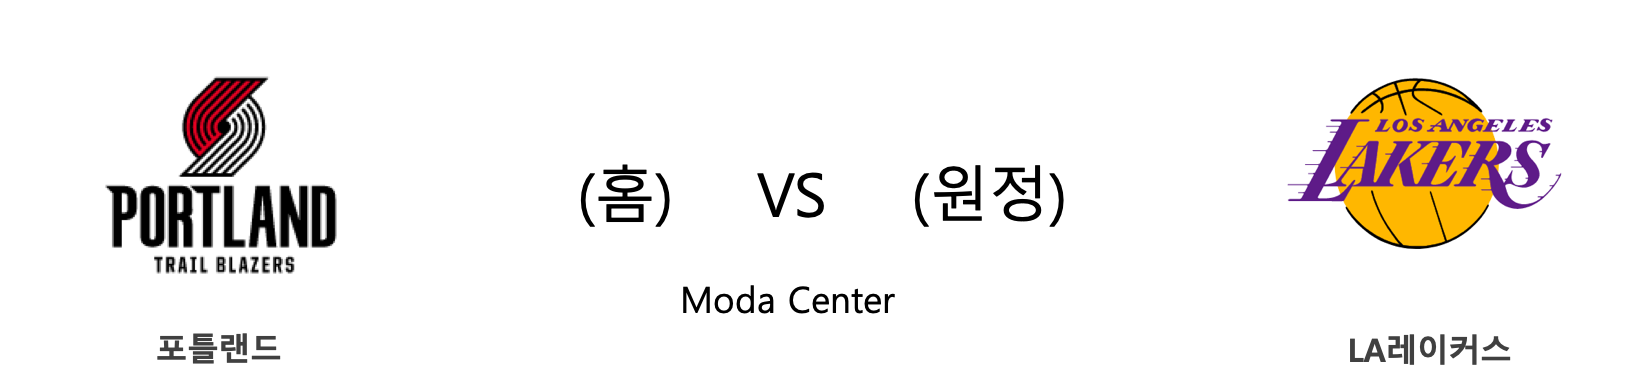 PORTLAND
TRAIL BLAZERS
포틀랜드
(홈) VS (원정)
Moda Center
LOS ANGELES
LAKERS
LA레이커스